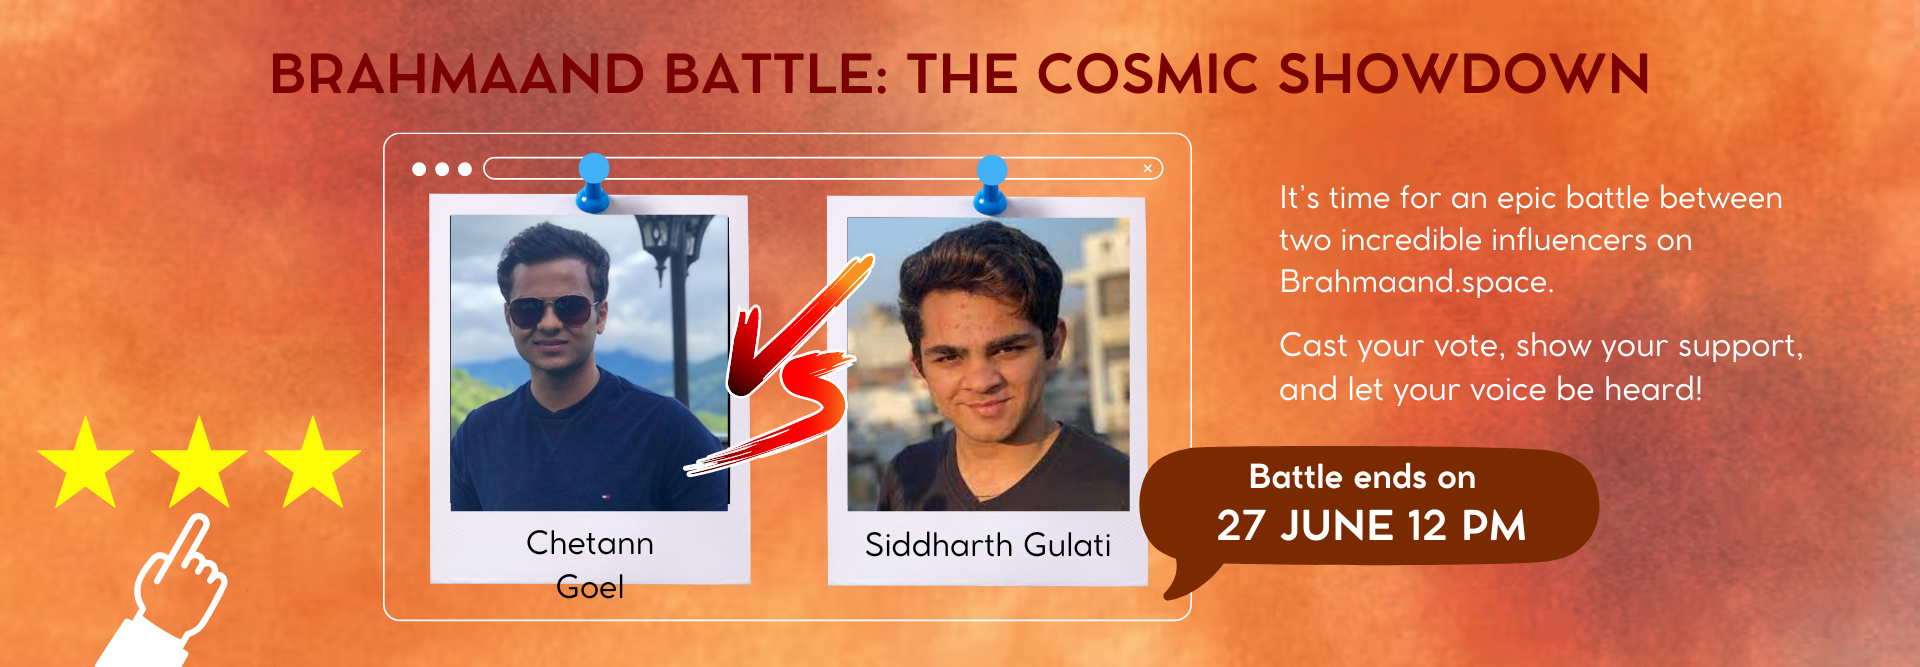 BRAHMAAND BATTLE: THE COSMIC SHOWDOWN
Chetann
Goel
VS
Siddharth Gulati
It's time for an epic battle between
two incredible influencers on
Brahmaand.space.
Cast your vote, show your support,
and let your voice be heard!
Battle ends on
27 JUNE 12 PM